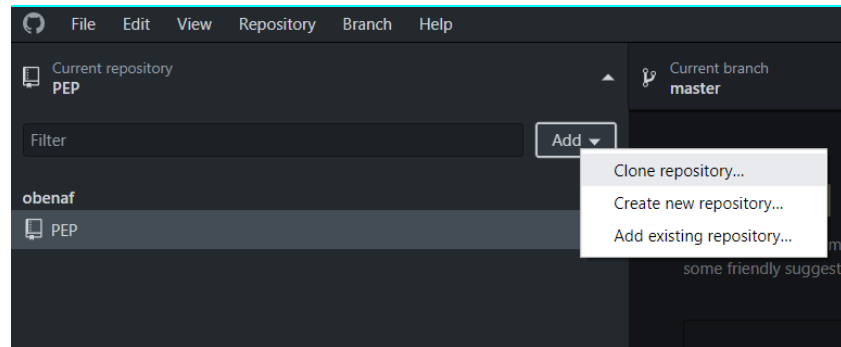 File Edit View Repository Branch Help
Current repository
PEP
Current branch
master
Filter
Add
Clone repository...
Create new repository...
Add existing repository...
obenaf
PEP
some friendly suggest